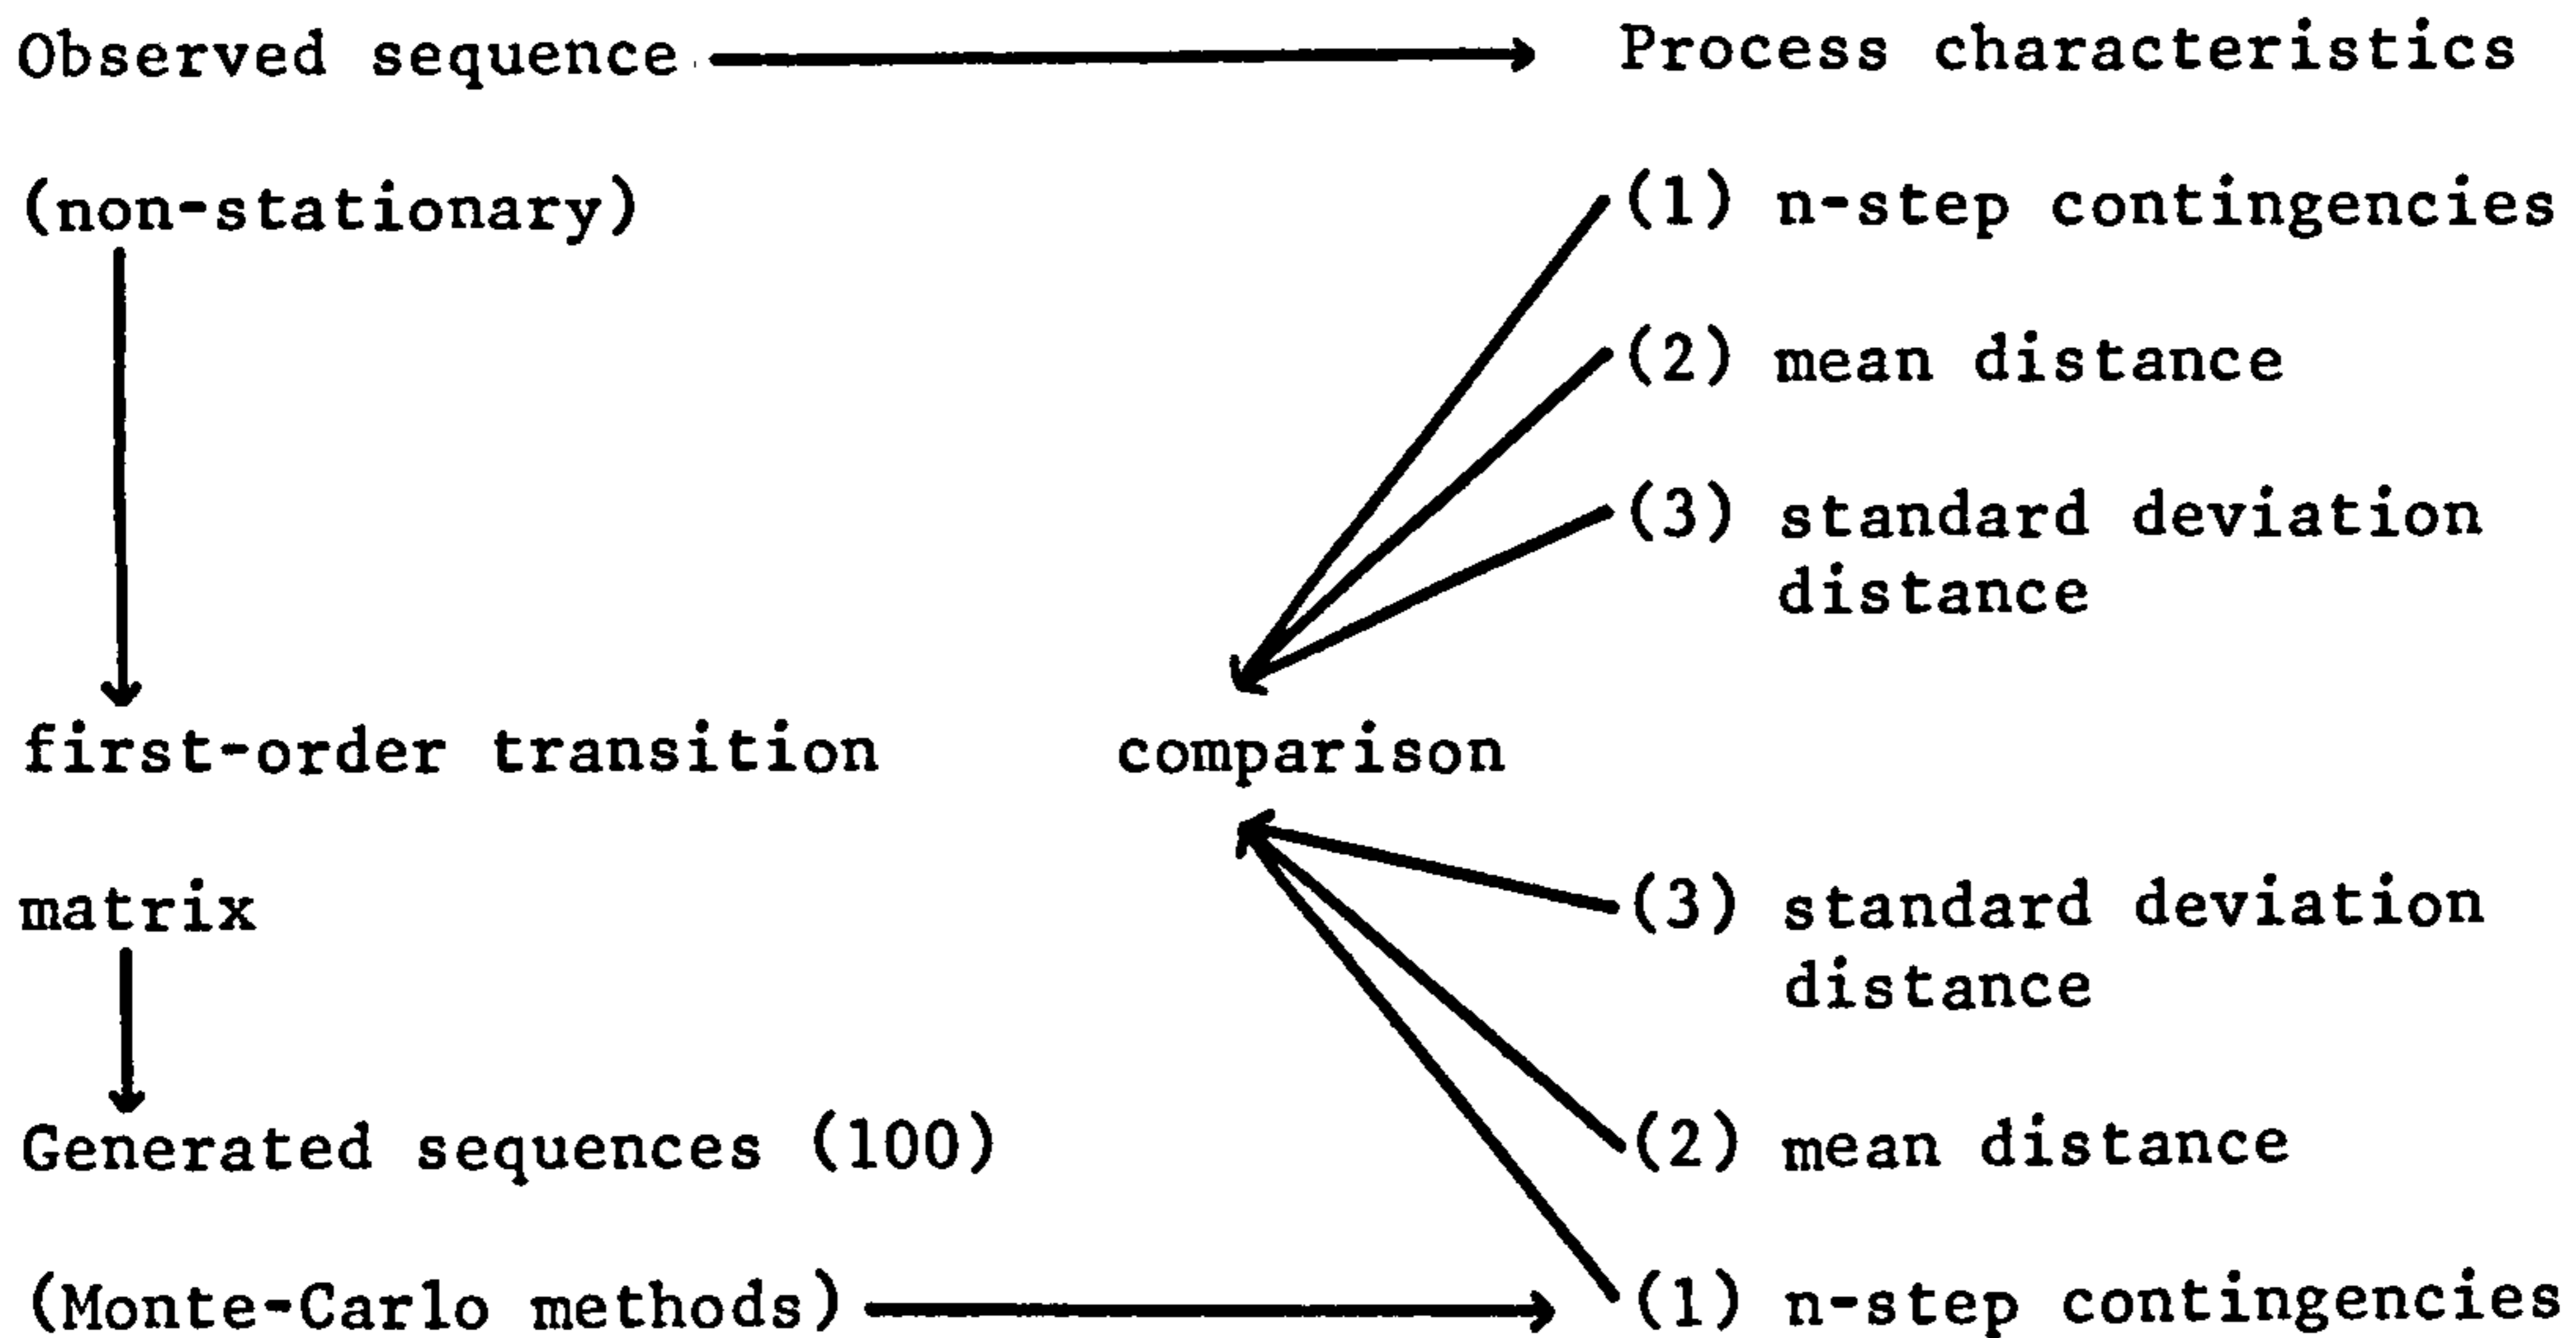 Observed sequence
Process characteristics
(non-stationary)
(1) n-step contingencies
(2) mean distance
(3) standard deviation
distance
first-order transition
comparison
matrix
(3) standard deviation
distance
Generated sequences (100)
(2) mean distance
(Monte-Carlo methods)
(1) n-step contingencies